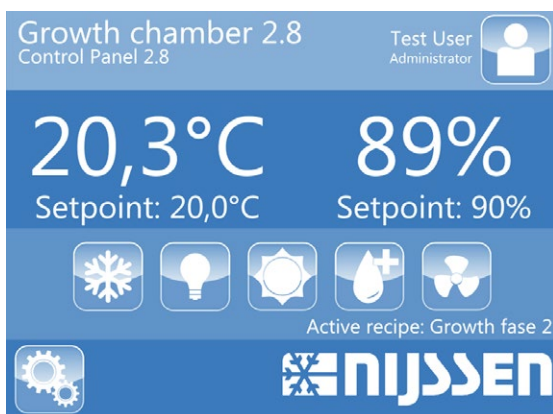 Growth chamber 2.8
Control Panel 2.8
Test User
Administrator
20,3°C
Setpoint: 20,0°C
89%
Setpoint: 90%
Active recipe: Growth fase 2
NIJSSEN